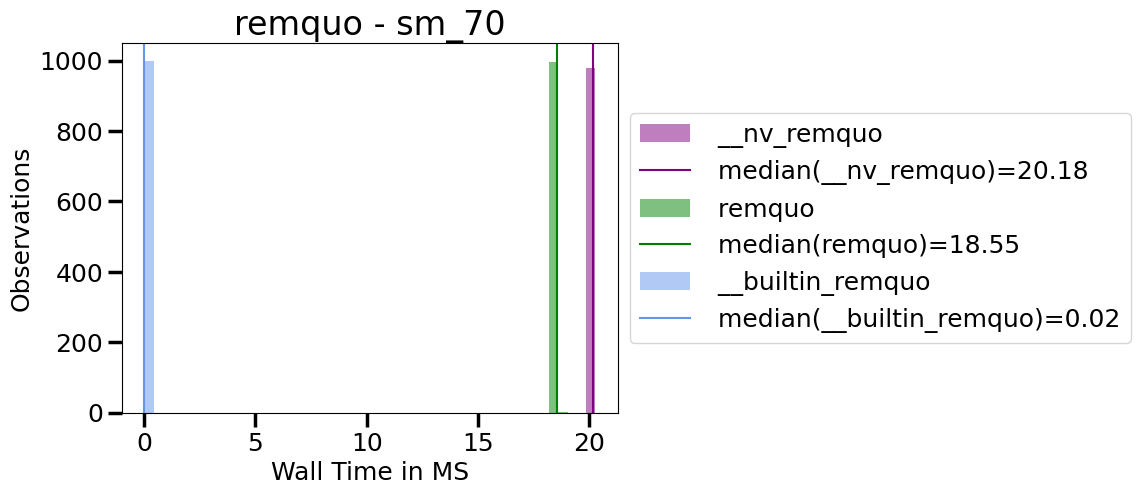 remquo - sm_70
1000
800
600
400
200
0
Observations
0 5 10 15 20
Wall Time in MS
__nv_remquo
median(__nv_remquo)=20.18
remquo
median(remquo)=18.55
__builtin_remquo
median(__builtin_remquo)=0.02